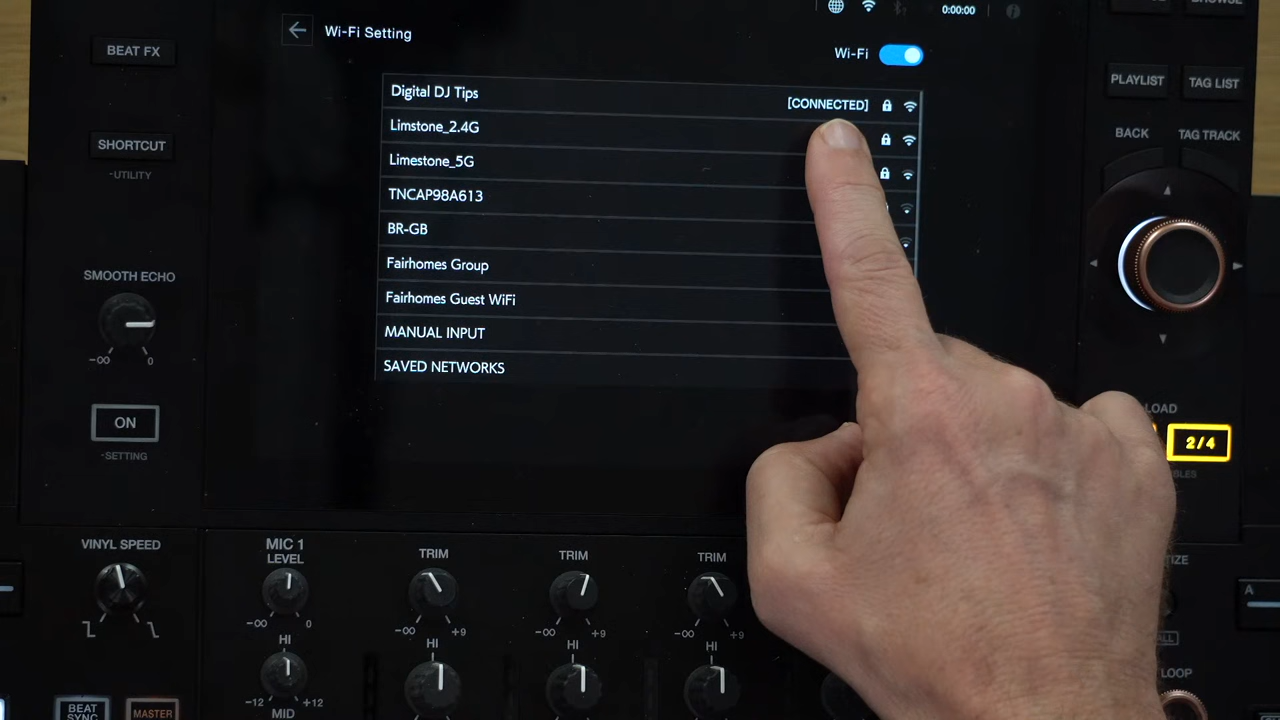 BROWSE
Wi-Fi Setting
0:00:00
Wi-Fi
BEAT FX
Digital DJ Tips [CONNECTED]
PLAYLIST
TAG LIST
Limstone_2.4G
BACK
TAG TRACK
SHORTCUT
-UTILITY
Limestone_5G
TNCAP98A613
BR-GB
Fairhomes Group
SMOOTH ECHO
Fairhomes Guest WiFi
MANUAL INPUT
-∞ 0
SAVED NETWORKS
LOAD
ON
2/4
-SETTING
VINYL SPEED
MIC 1
LEVEL
TRIM
TRIM
TRIM
A
-∞ 0
-∞ +9
-∞ +9
-∞ +9
HI
HI
HI
HI
LOOP
-12 +12
MID
BEAT
SYNC
MASTER